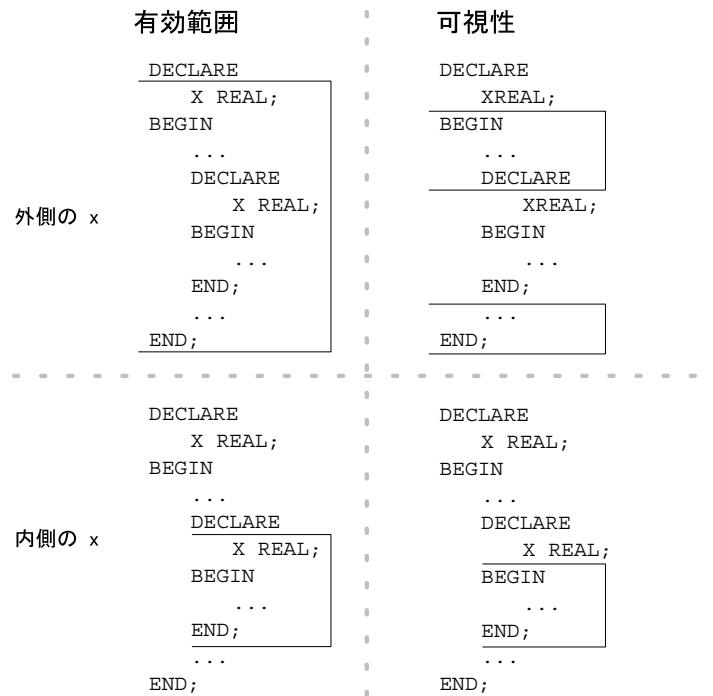 有効範囲
可視性
外側の x
DECLARE
X REAL;
BEGIN
...
DECLARE
X REAL;
BEGIN
...
END;
...
END;
DECLARE
XREAL;
BEGIN
...
DECLARE
XREAL;
BEGIN
...
END;
...
END;
内側の x
DECLARE
X REAL;
BEGIN
...
DECLARE
X REAL;
BEGIN
...
END;
...
END;
DECLARE
X REAL;
BEGIN
...
DECLARE
X REAL;
BEGIN
...
END;
...
END;